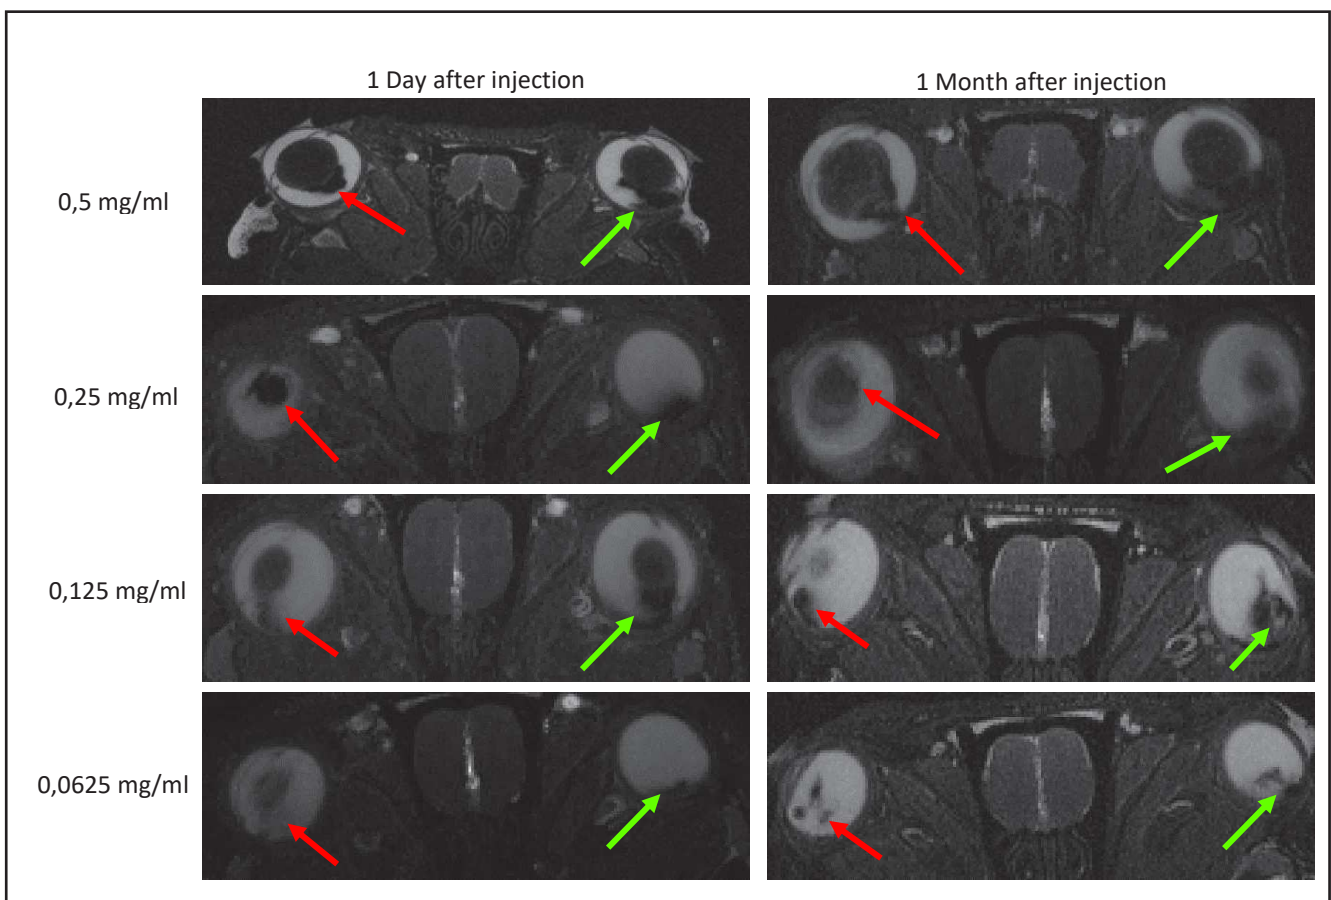 1 Day after injection
1 Month after injection
0,5 mg/ml
0,25 mg/ml
0,125 mg/ml
0,0625 mg/ml